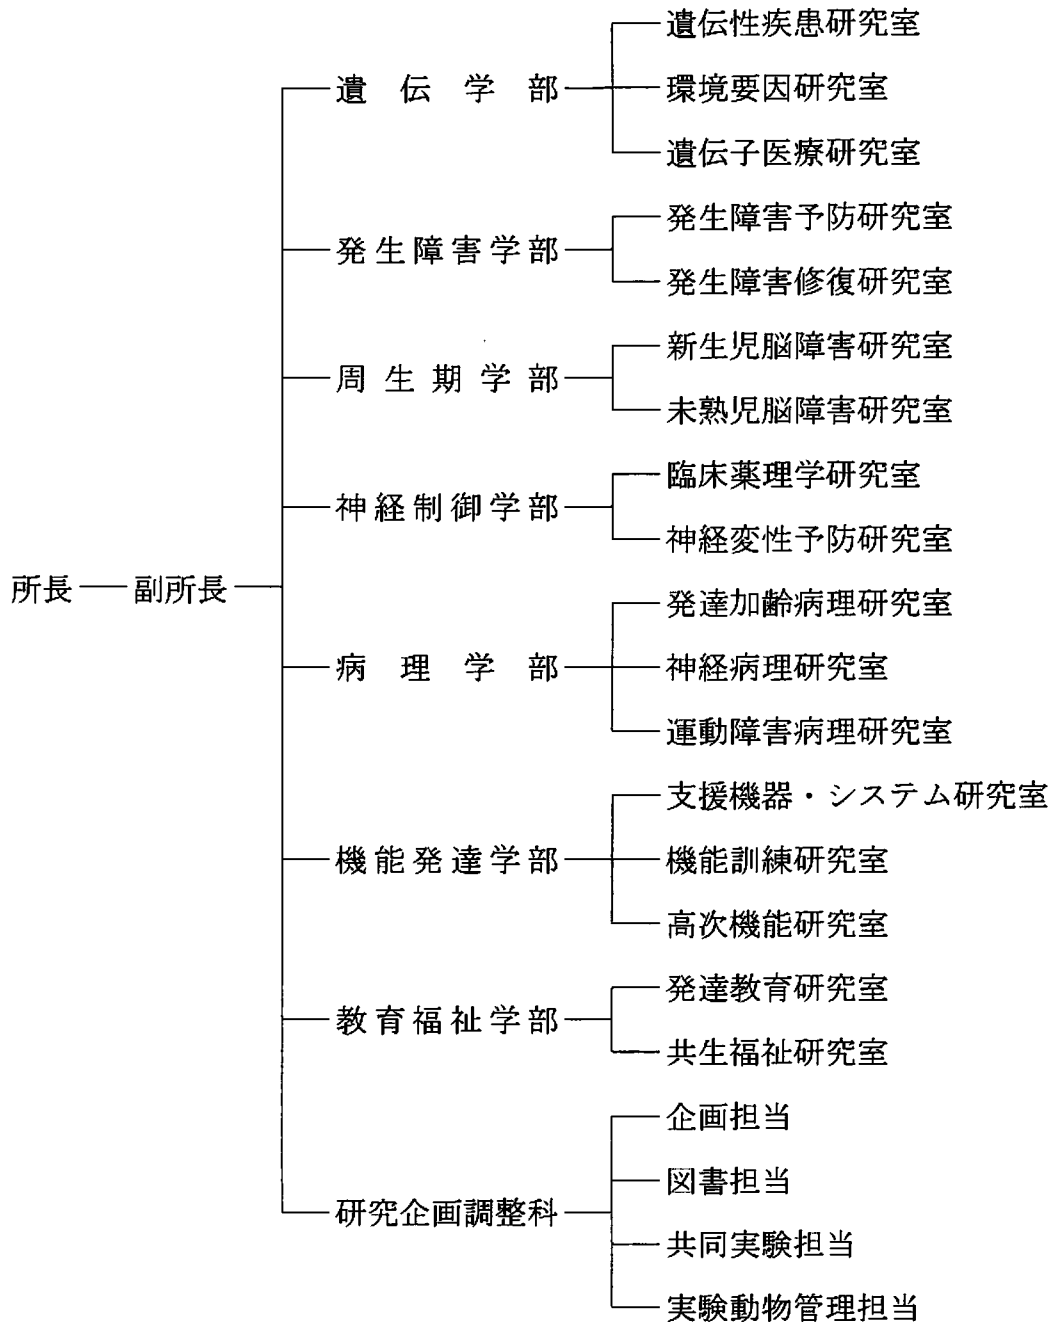 所長
副所長
遺伝学部
遺伝性疾患研究室
環境要因研究室
遺伝子医療研究室
発生障害学部
発生障害予防研究室
発生障害修復研究室
周生期学部
新生児脳障害研究室
未熟児脳障害研究室
神経制御学部
臨床薬理学研究室
神経変性予防研究室
病理学部
発達加齢病理研究室
神経病理研究室
運動障害病理研究室
機能発達学部
支援機器・システム研究室
機能訓練研究室
高次機能研究室
教育福祉学部
発達教育研究室
共生福祉研究室
研究企画調整科
企画担当
図書担当
共同実験担当
実験動物管理担当